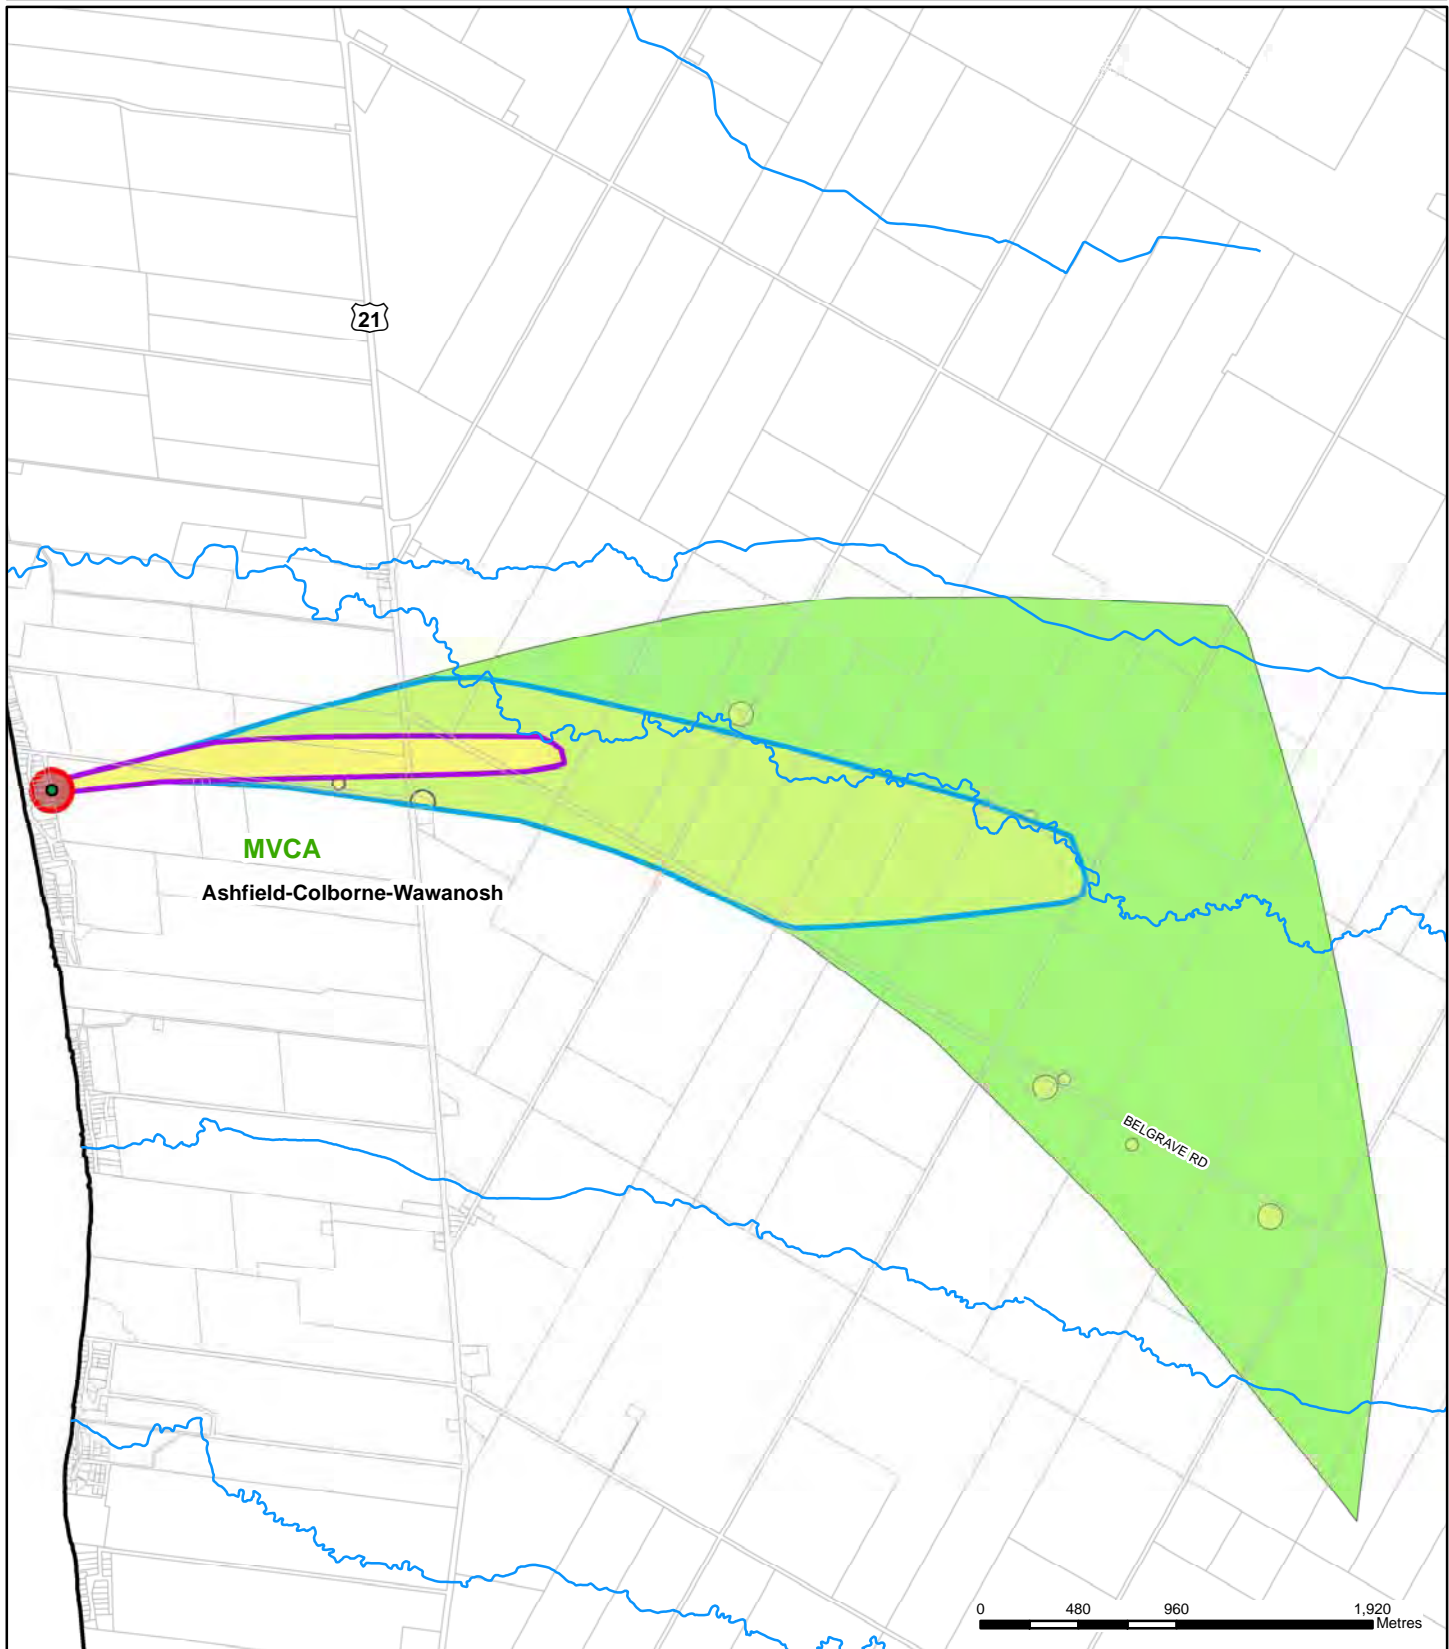 21
MVCA
Ashfield-Colborne-Wawanosh
BELGRAVE RD
0 480 960 1,920
Metres